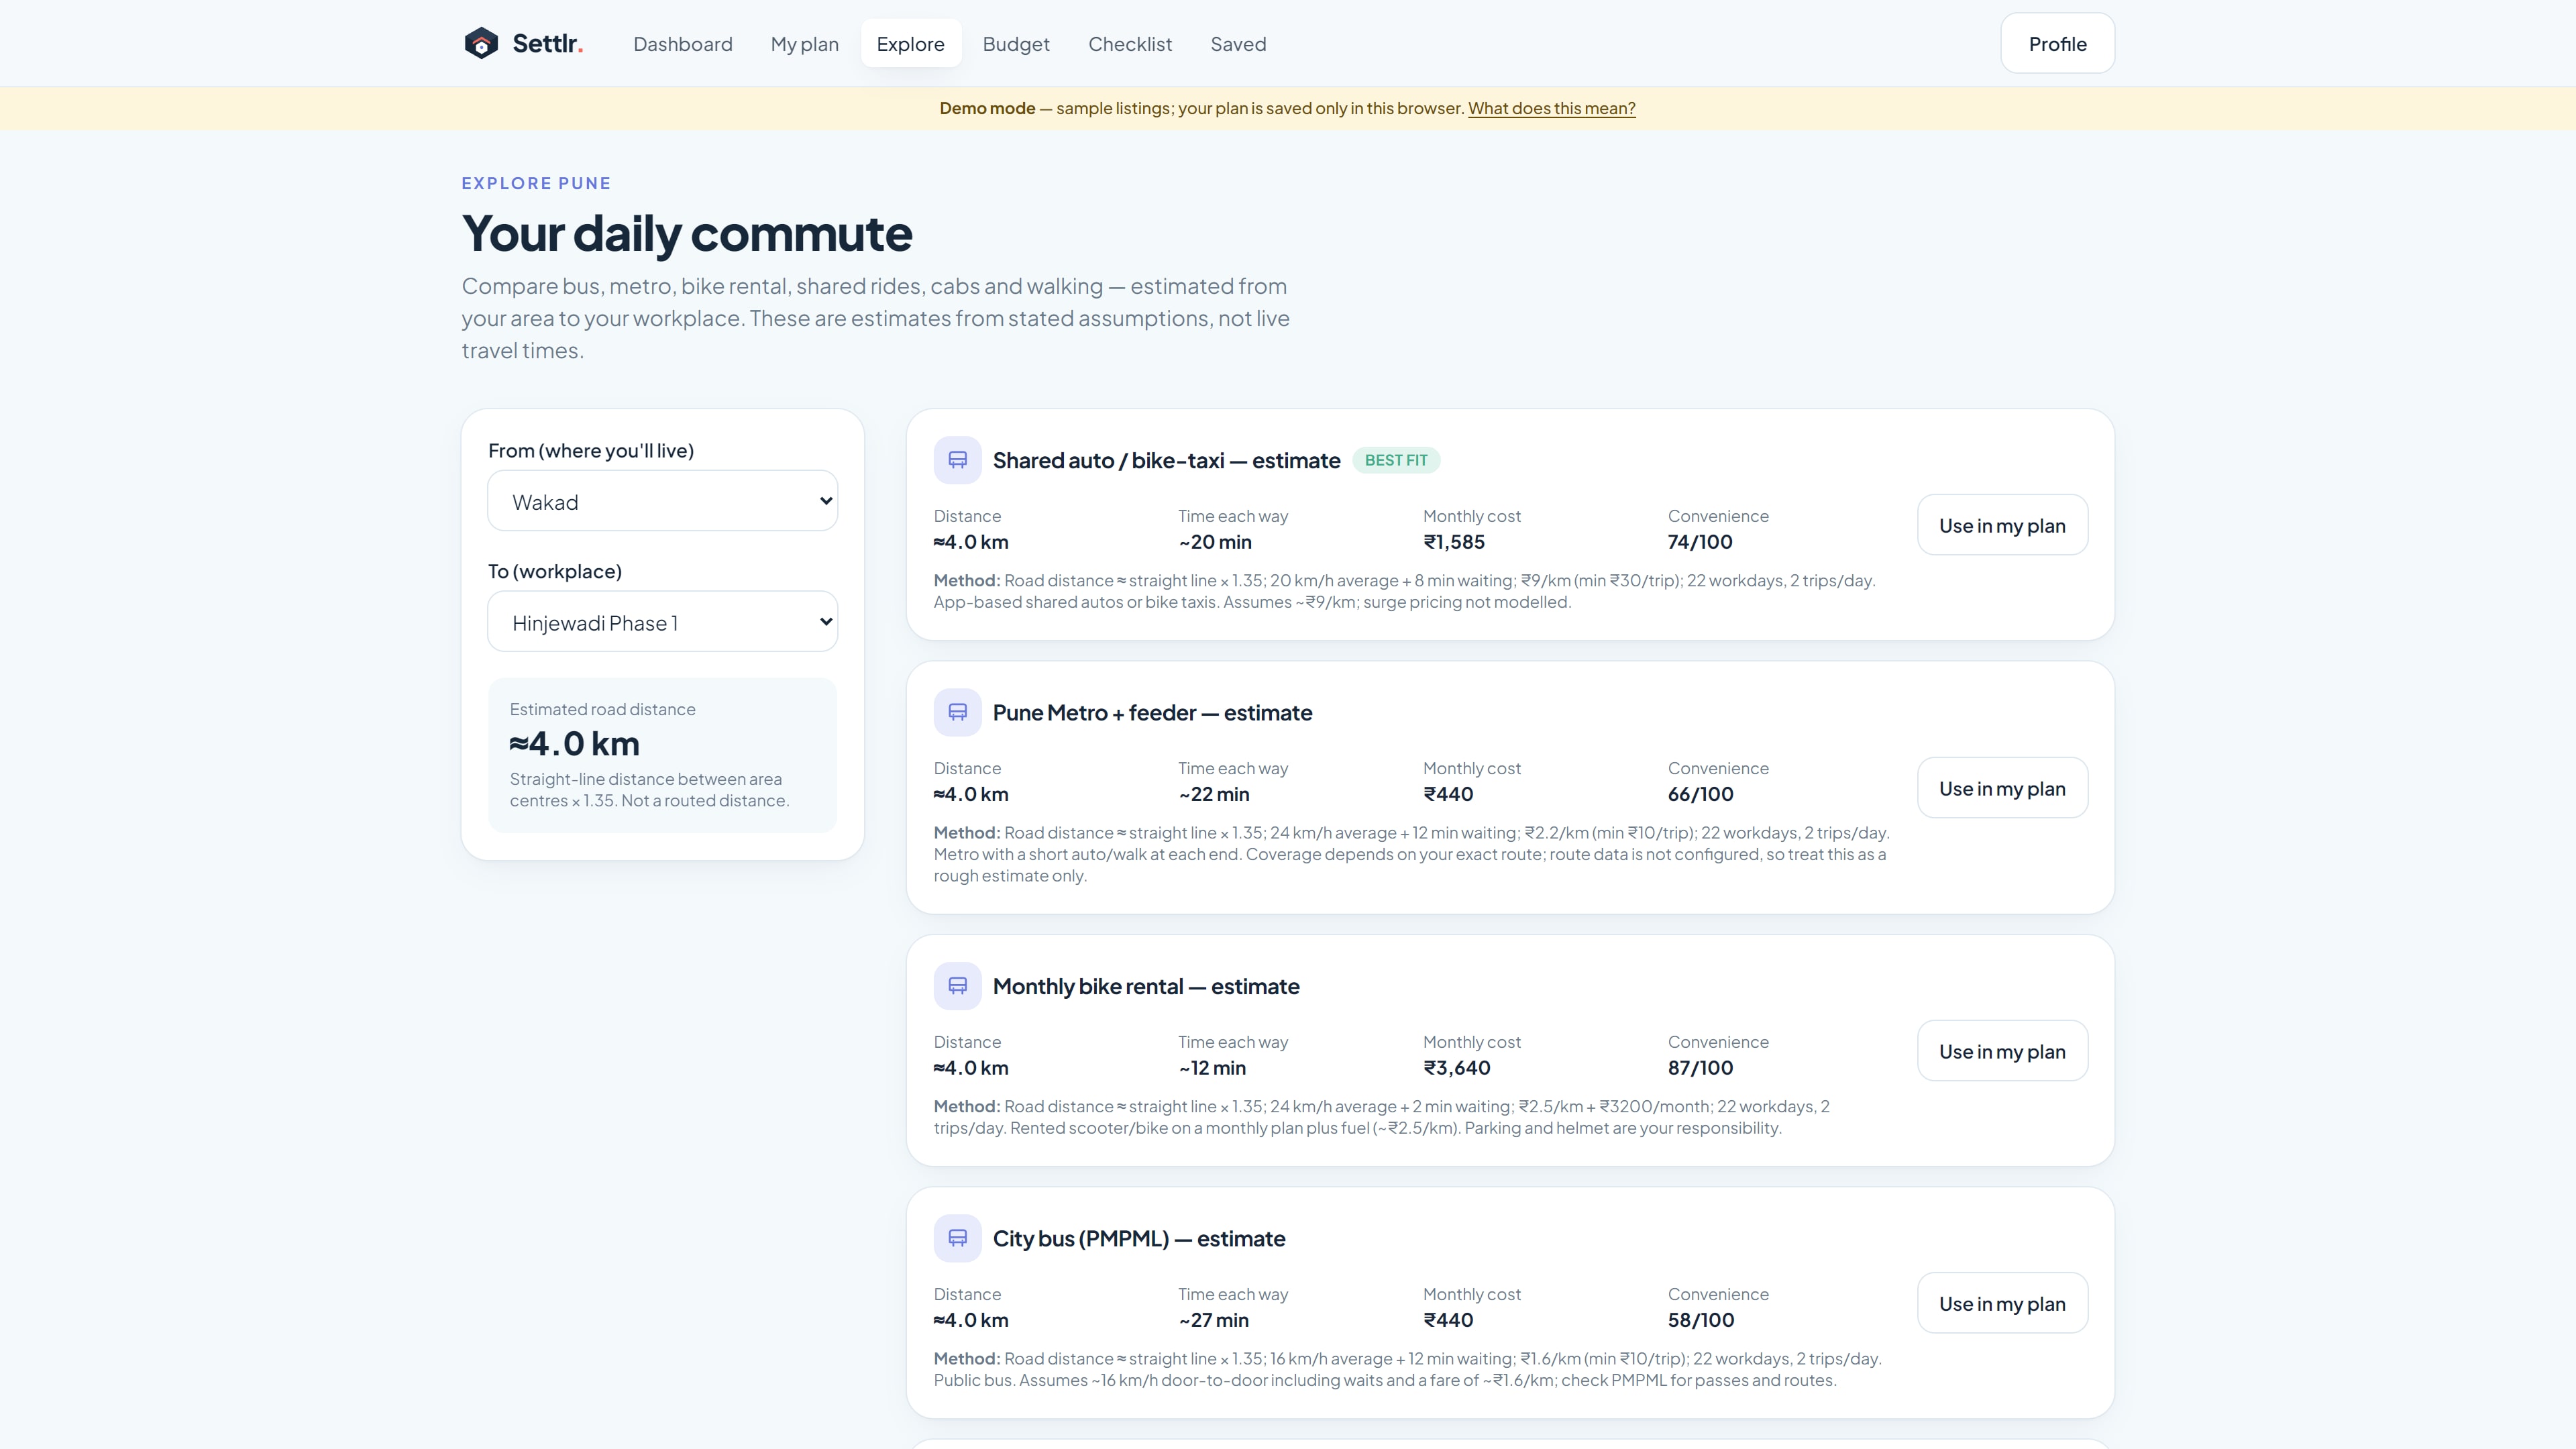 Settlr.
Dashboard
My plan
Explore
Budget
Checklist
Saved
Profile
Demo mode — sample listings; your plan is saved only in this browser. What does this mean?
EXPLORE PUNE
Your daily commute
Compare bus, metro, bike rental, shared rides, cabs and walking — estimated from
your area to your workplace. These are estimates from stated assumptions, not live
travel times.
From (where you'll live)
Wakad
To (workplace)
Hinjewadi Phase 1
Estimated road distance
≈4.0 km
Straight-line distance between area
centres × 1.35. Not a routed distance.
Shared auto / bike-taxi — estimate BEST FIT
Distance Time each way Monthly cost Convenience
≈4.0 km ~20 min ₹1,585 74/100
Use in my plan
Method: Road distance ≈ straight line × 1.35; 20 km/h average + 8 min waiting; ₹9/km (min ₹30/trip); 22 workdays, 2 trips/day.
App-based shared autos or bike taxis. Assumes ~₹9/km; surge pricing not modelled.
Pune Metro + feeder — estimate
Distance Time each way Monthly cost Convenience
≈4.0 km ~22 min ₹440 66/100
Use in my plan
Method: Road distance ≈ straight line × 1.35; 24 km/h average + 12 min waiting; ₹2.2/km (min ₹10/trip); 22 workdays, 2 trips/day.
Metro with a short auto/walk at each end. Coverage depends on your exact route; route data is not configured, so treat this as a
rough estimate only.
Monthly bike rental — estimate
Distance Time each way Monthly cost Convenience
≈4.0 km ~12 min ₹3,640 87/100
Use in my plan
Method: Road distance ≈ straight line × 1.35; 24 km/h average + 2 min waiting; ₹2.5/km + ₹3200/month; 22 workdays, 2
trips/day. Rented scooter/bike on a monthly plan plus fuel (~₹2.5/km). Parking and helmet are your responsibility.
City bus (PMPML) — estimate
Distance Time each way Monthly cost Convenience
≈4.0 km ~27 min ₹440 58/100
Use in my plan
Method: Road distance ≈ straight line × 1.35; 16 km/h average + 12 min waiting; ₹1.6/km (min ₹10/trip); 22 workdays, 2 trips/day.
Public bus. Assumes ~16 km/h door-to-door including waits and a fare of ~₹1.6/km; check PMPML for passes and routes.